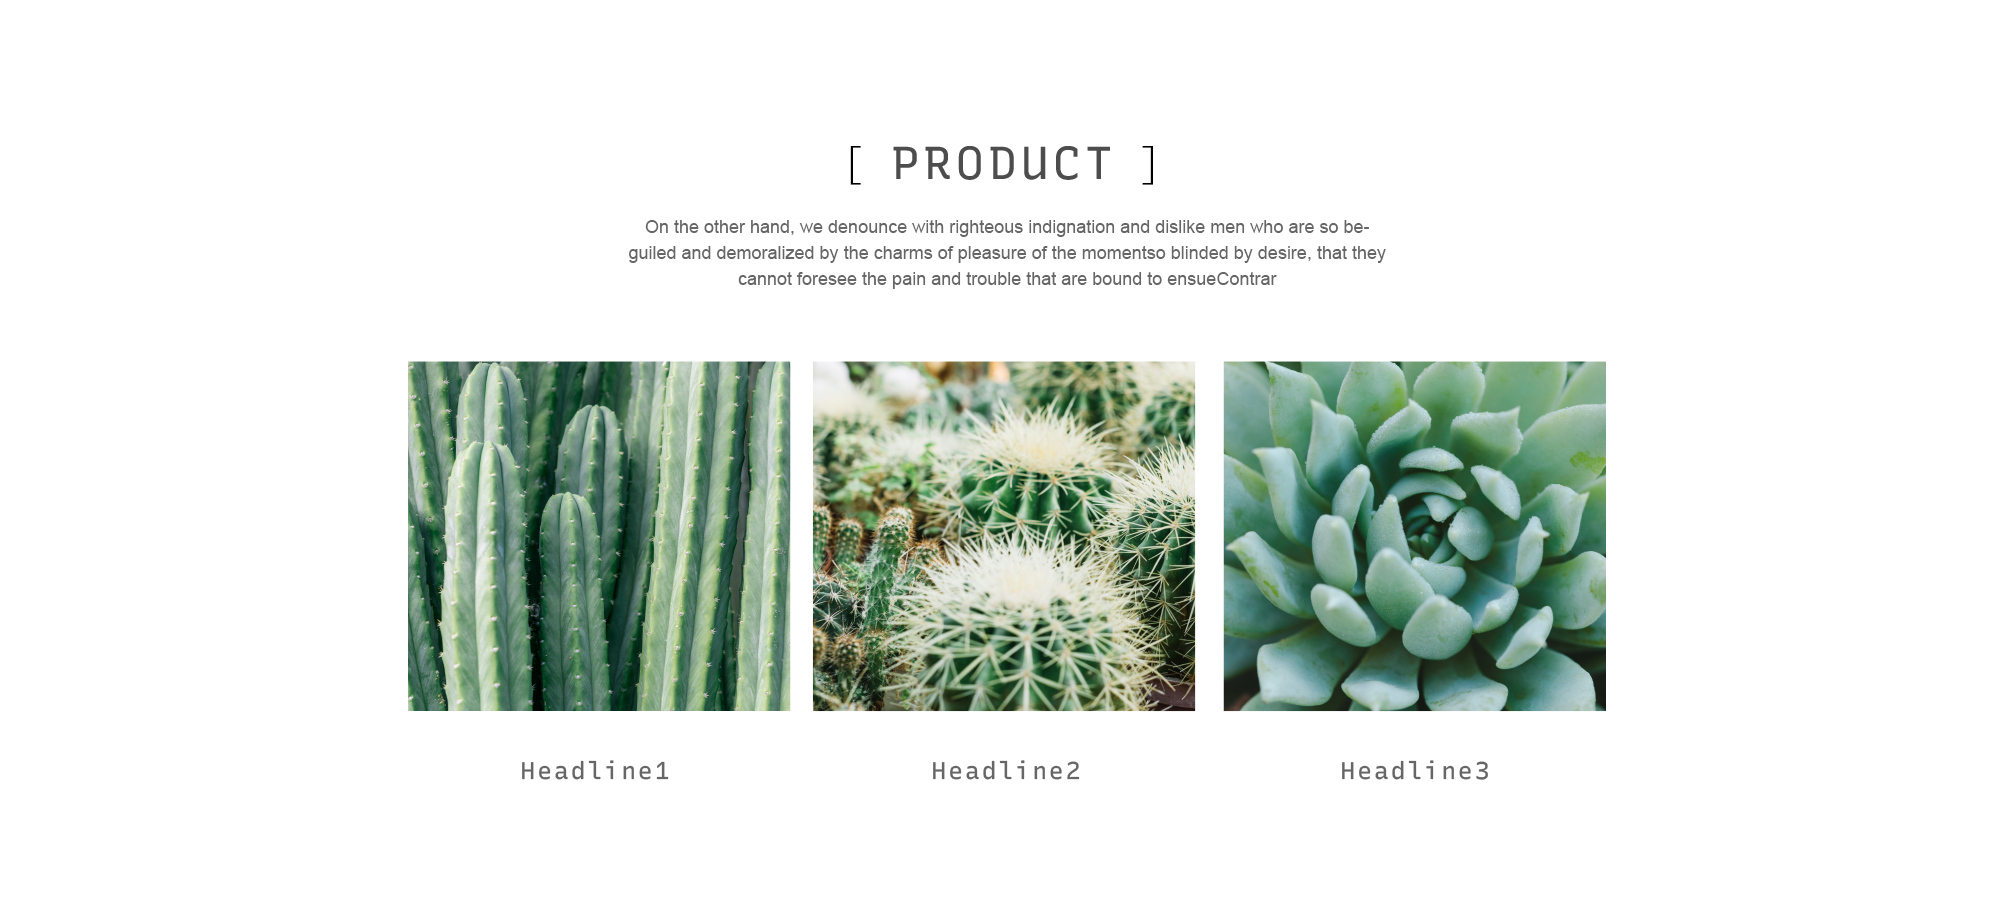 [ PRODUCT ]
On the other hand, we denounce with righteous indignation and dislike men who are so be-
guiled and demoralized by the charms of pleasure of the momentso blinded by desire, that they
cannot foresee the pain and trouble that are bound to ensueContrar
Headline1
Headline2
Headline3